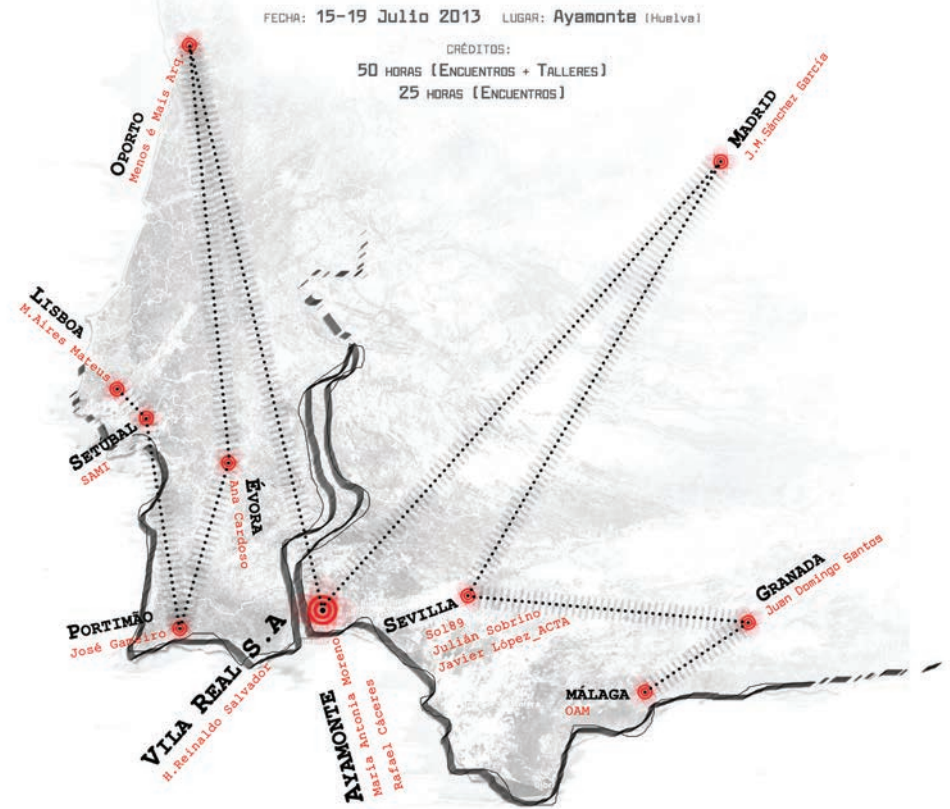 FECHA: 15-19 Julio 2013 LUGAR: Ayamonte (Huelva)
CRÉDITOS:
50 HORAS (ENCUENTROS + TALLERES)
25 HORAS (ENCUENTROS)
OPORTO
Menos é Mais Arq.
MADRID
J.M.Sánchez García
LISBOA
M.Aires Mateus
SETÚBAL
SAMI
ÉVORA
Ana Cardoso
PORTIMÃO
José Gameiro
VILA REAL S.A
H.Reinaldo Salvador
AYAMONTE
María Antonia Moreno
Rafael Cáceres
SEVILLA
Sol89
Julián Sobrino
Javier López_ACTA
GRANADA
Juan Domingo Santos
MÁLAGA
OAM